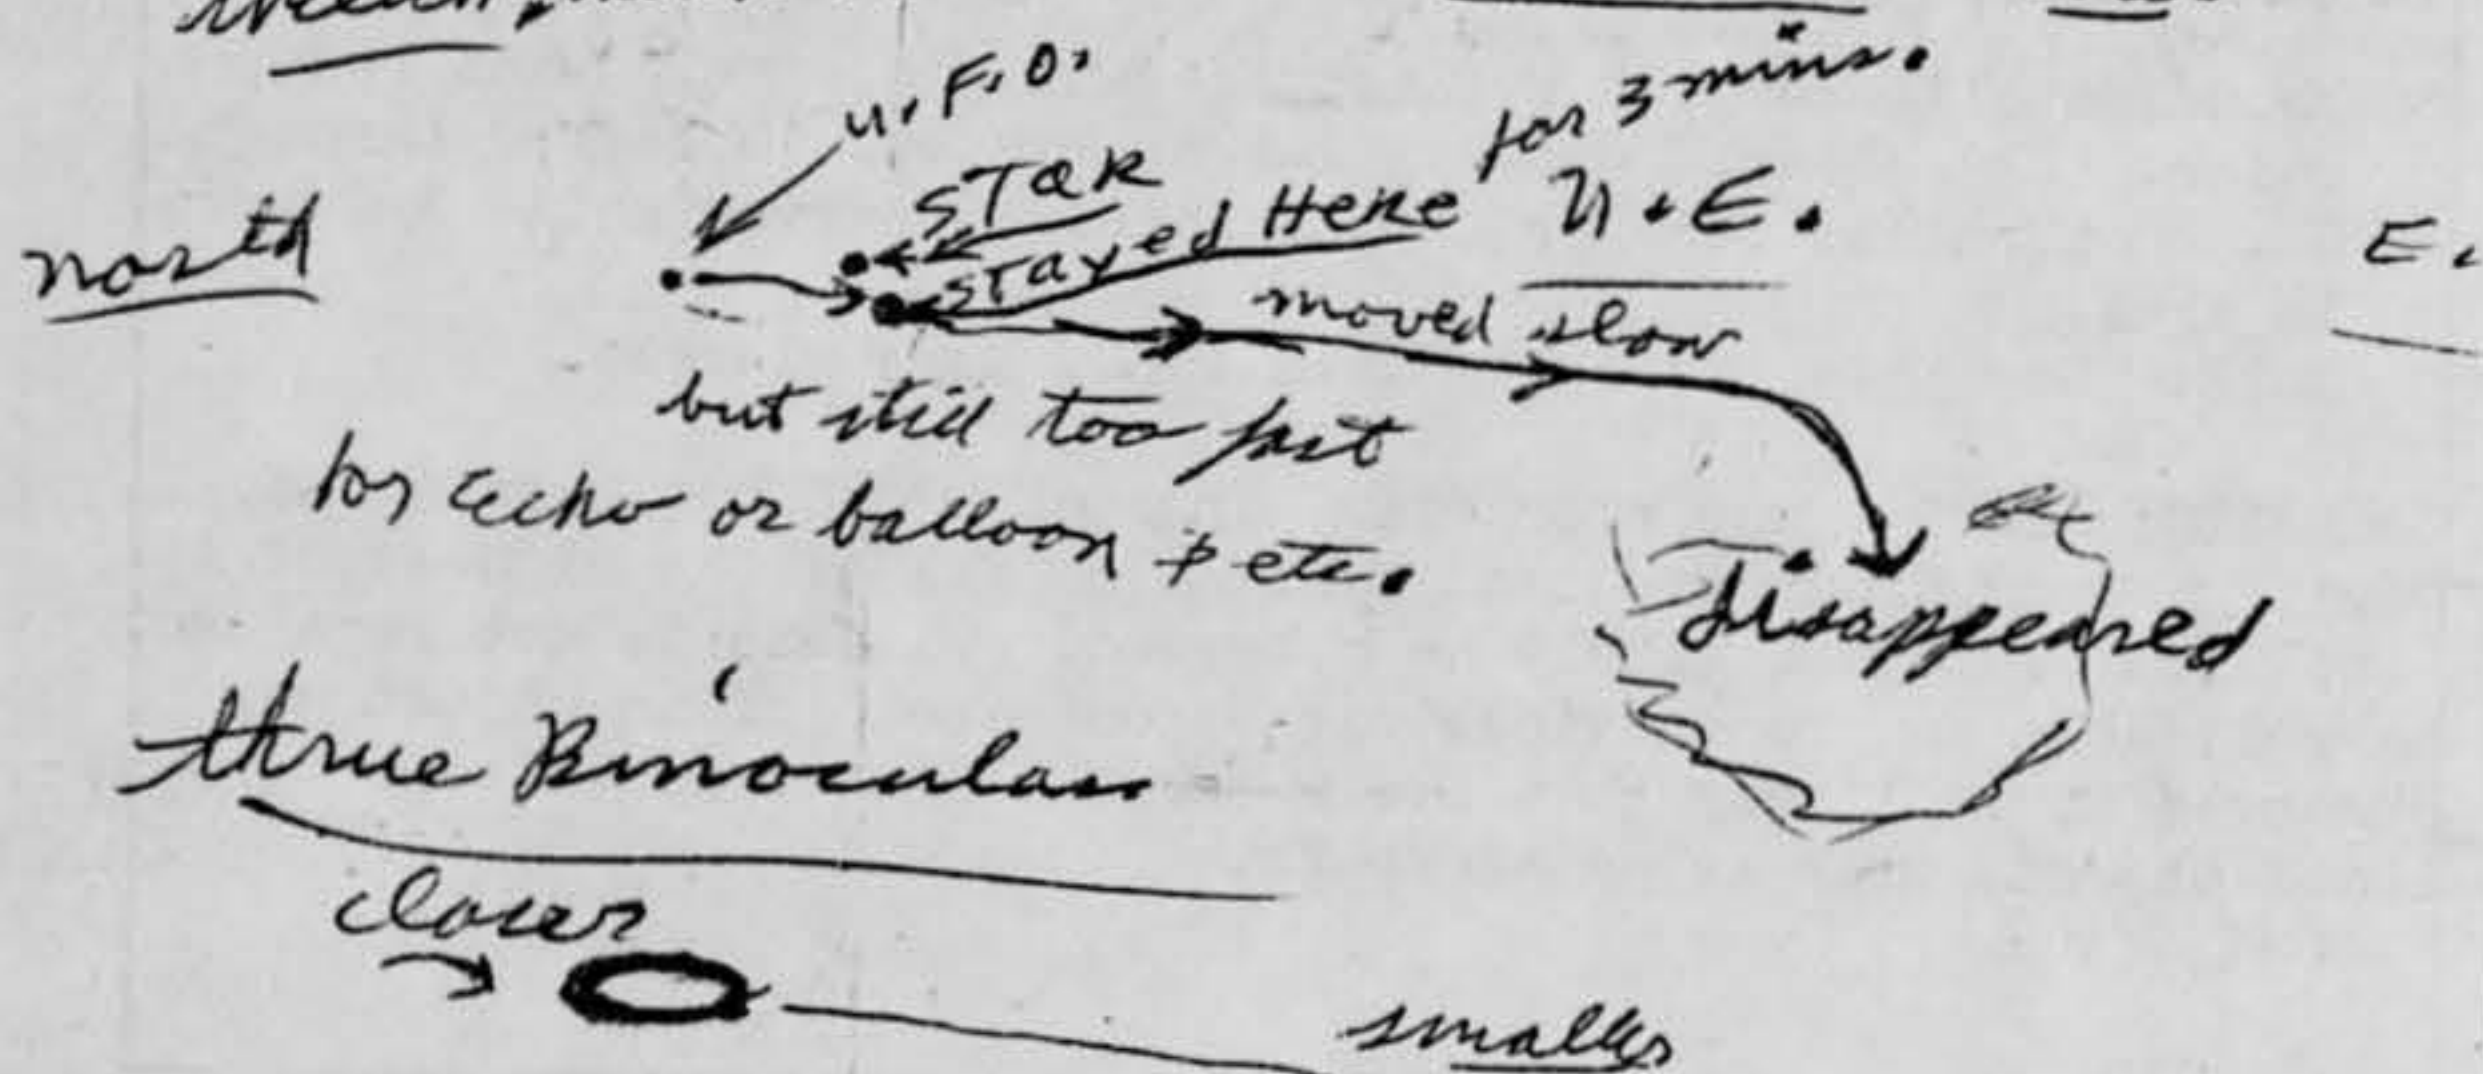 U.F.O.
for 3 mins.
STaR
Stayed Here
N.E.
north
E.
moved slow
but still too fast
for Echo or balloon & etc.
Disappeared
thrue Binoculars
closer
smaller